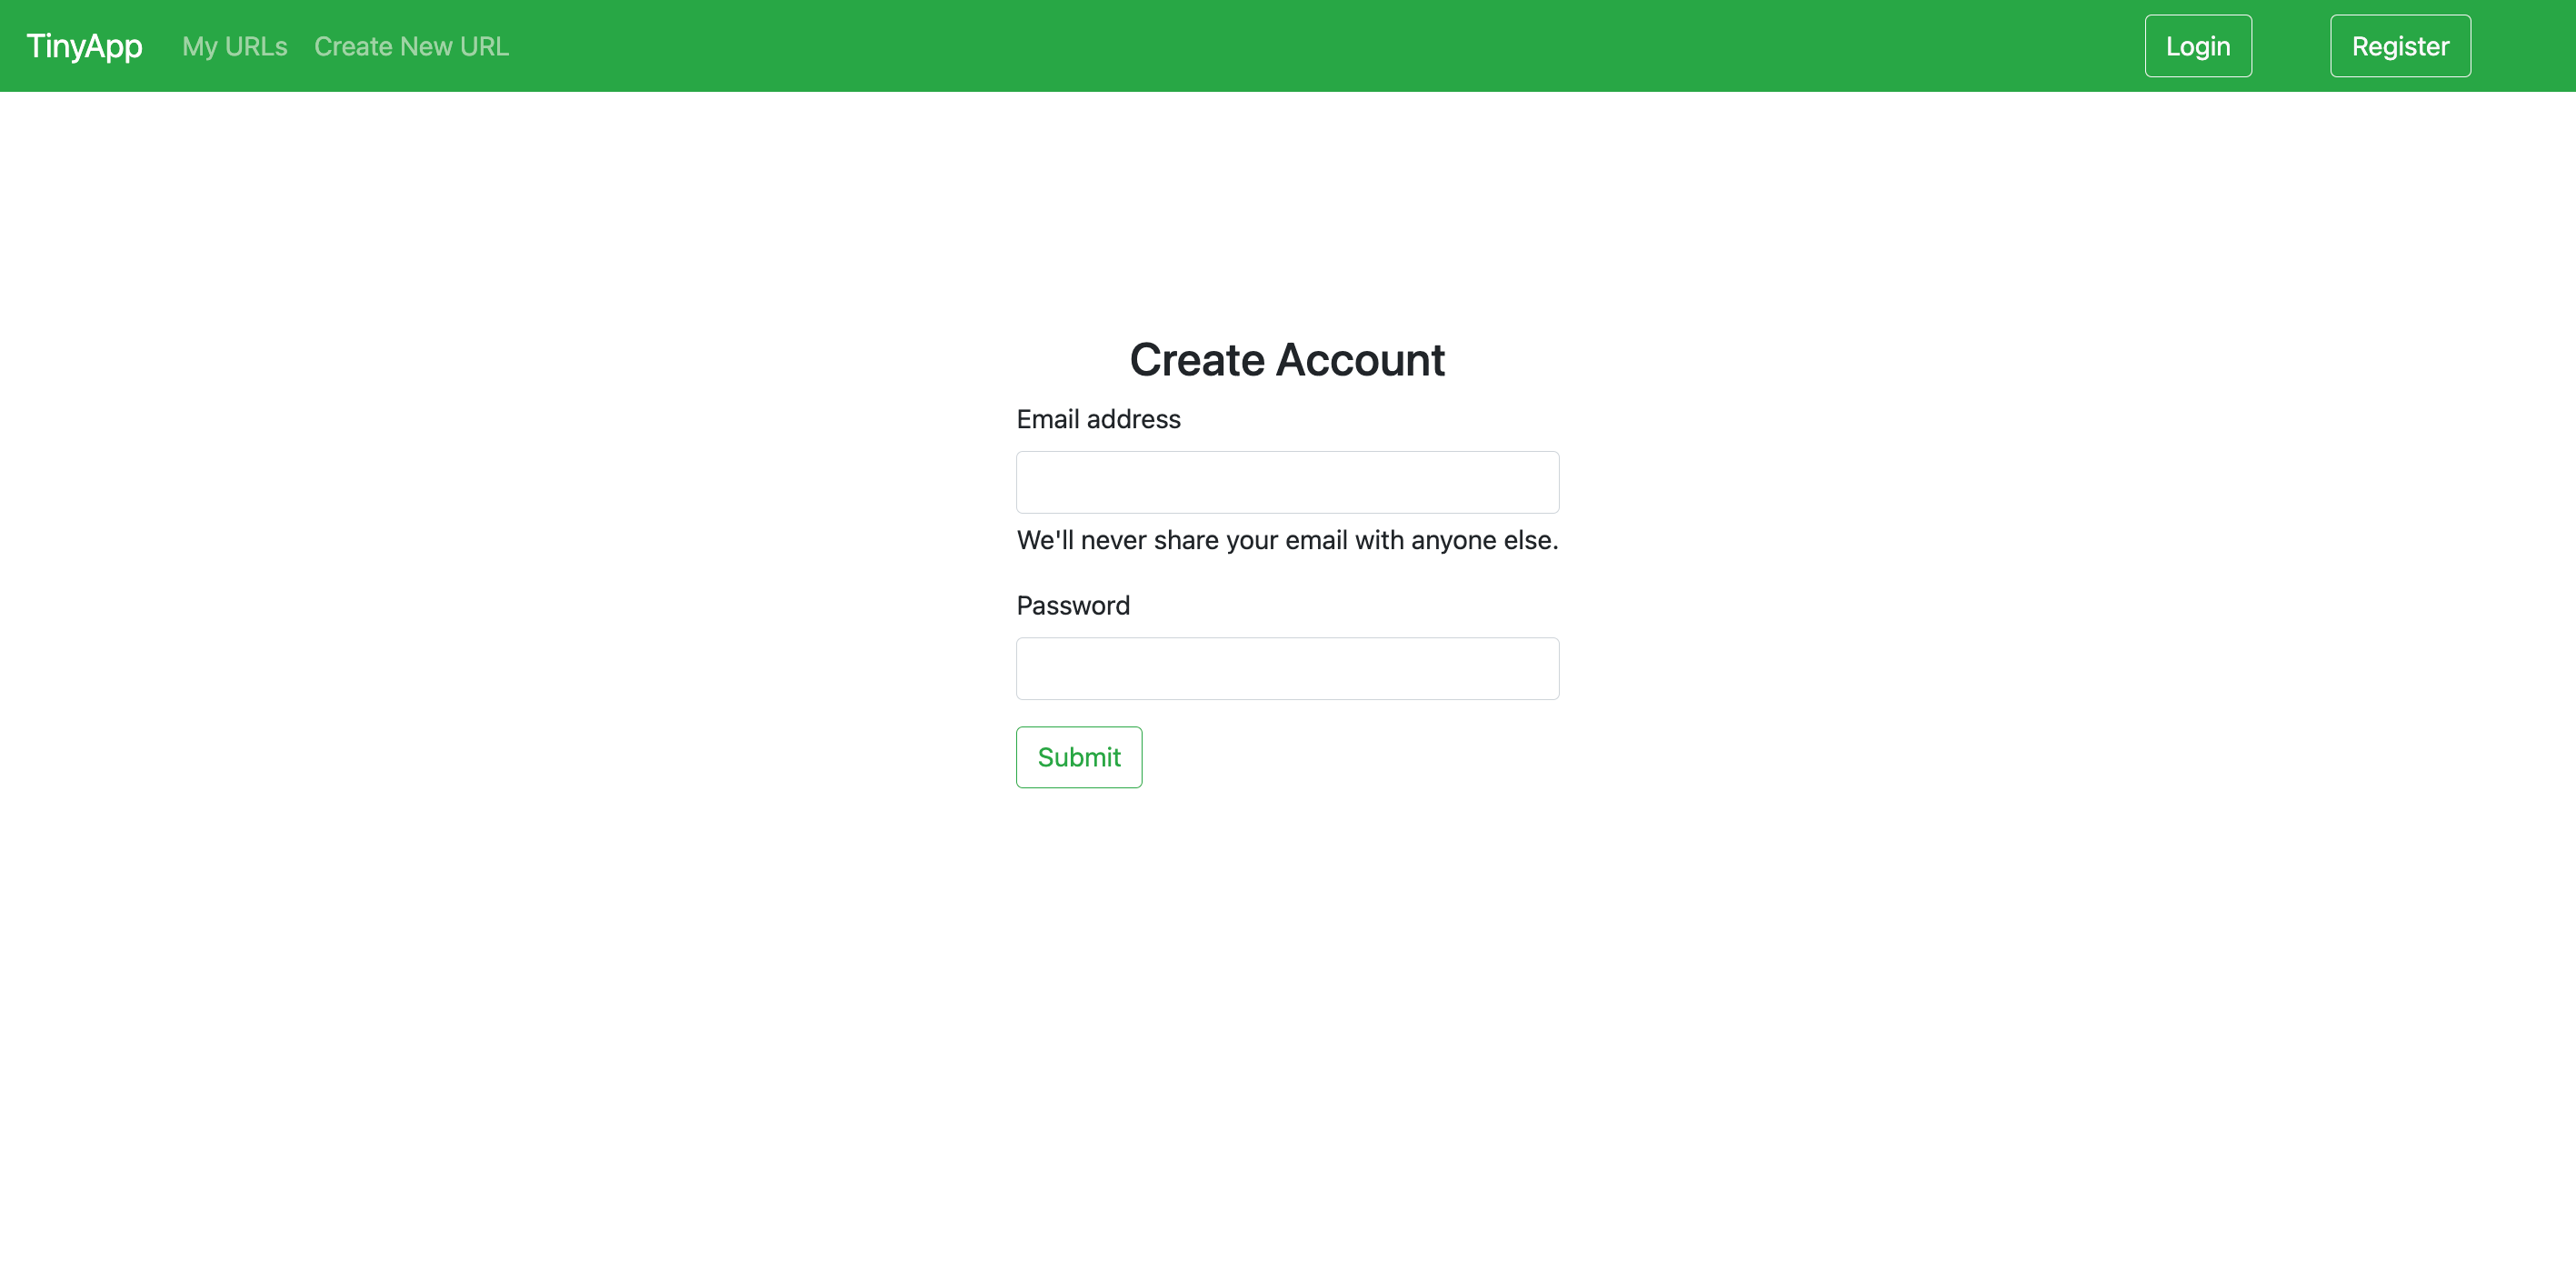 TinyApp My URLs Create New URL Login Register
Create Account
Email address
We'll never share your email with anyone else.
Password
Submit